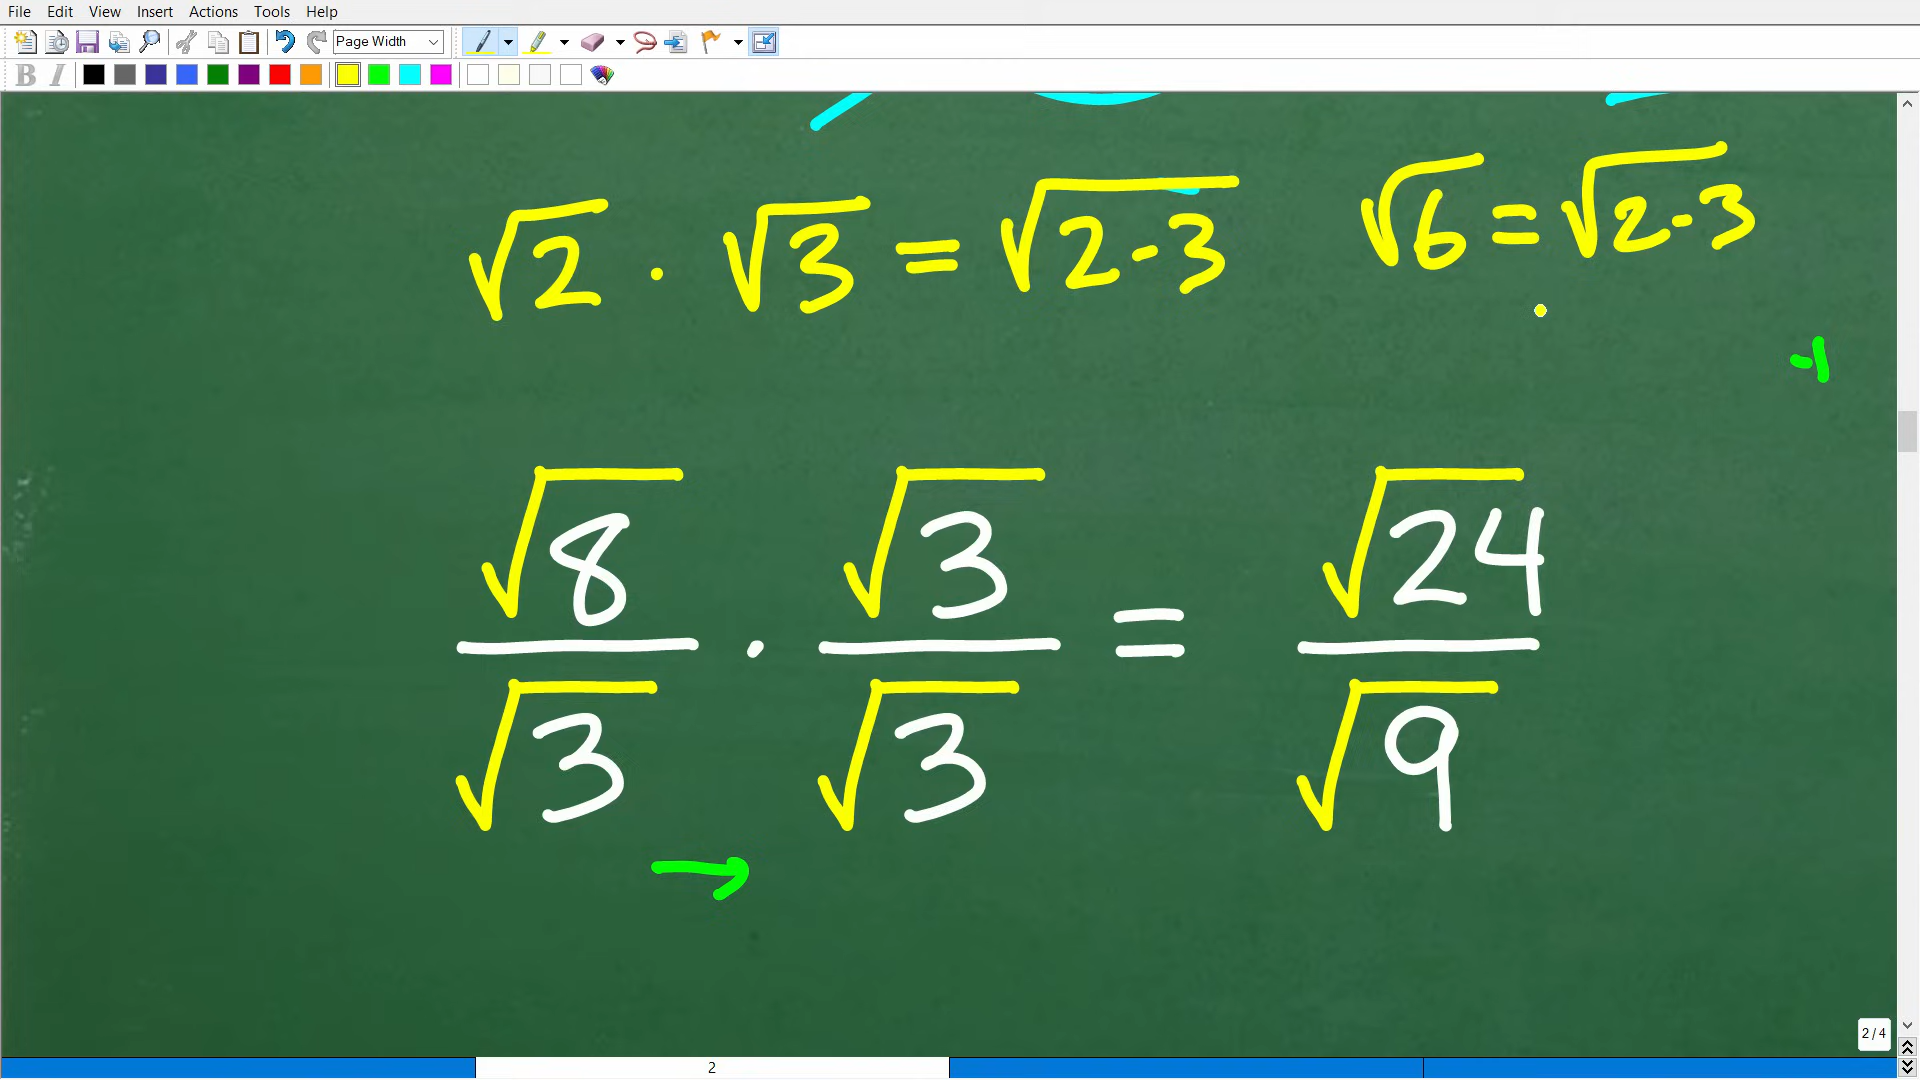 File Edit View Insert Actions Tools Help
Page Width
B I
√2 · √3 = √2-3 √6 = √2-3
√8/√3 · √3/√3 = √24/√9
2 / 4
2